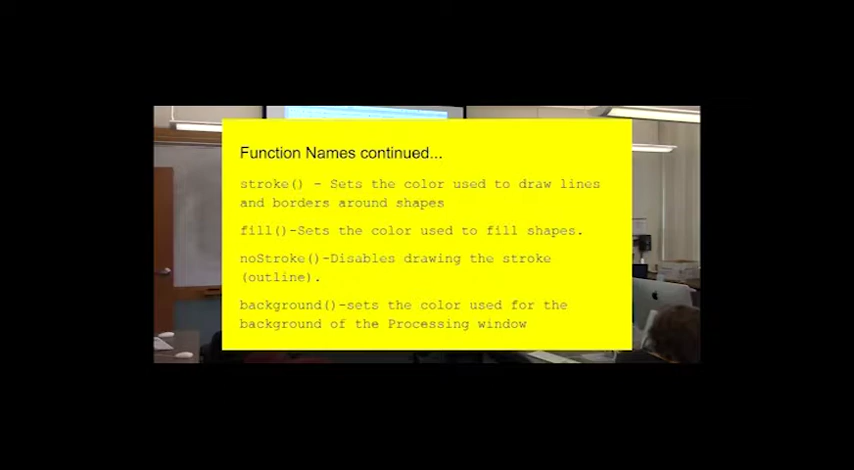 Function Names continued...
stroke() - Sets the color used to draw lines
and borders around shapes
fill()-Sets the color used to fill shapes.
noStroke()-Disables drawing the stroke
(outline).
background()-sets the color used for the
background of the Processing window